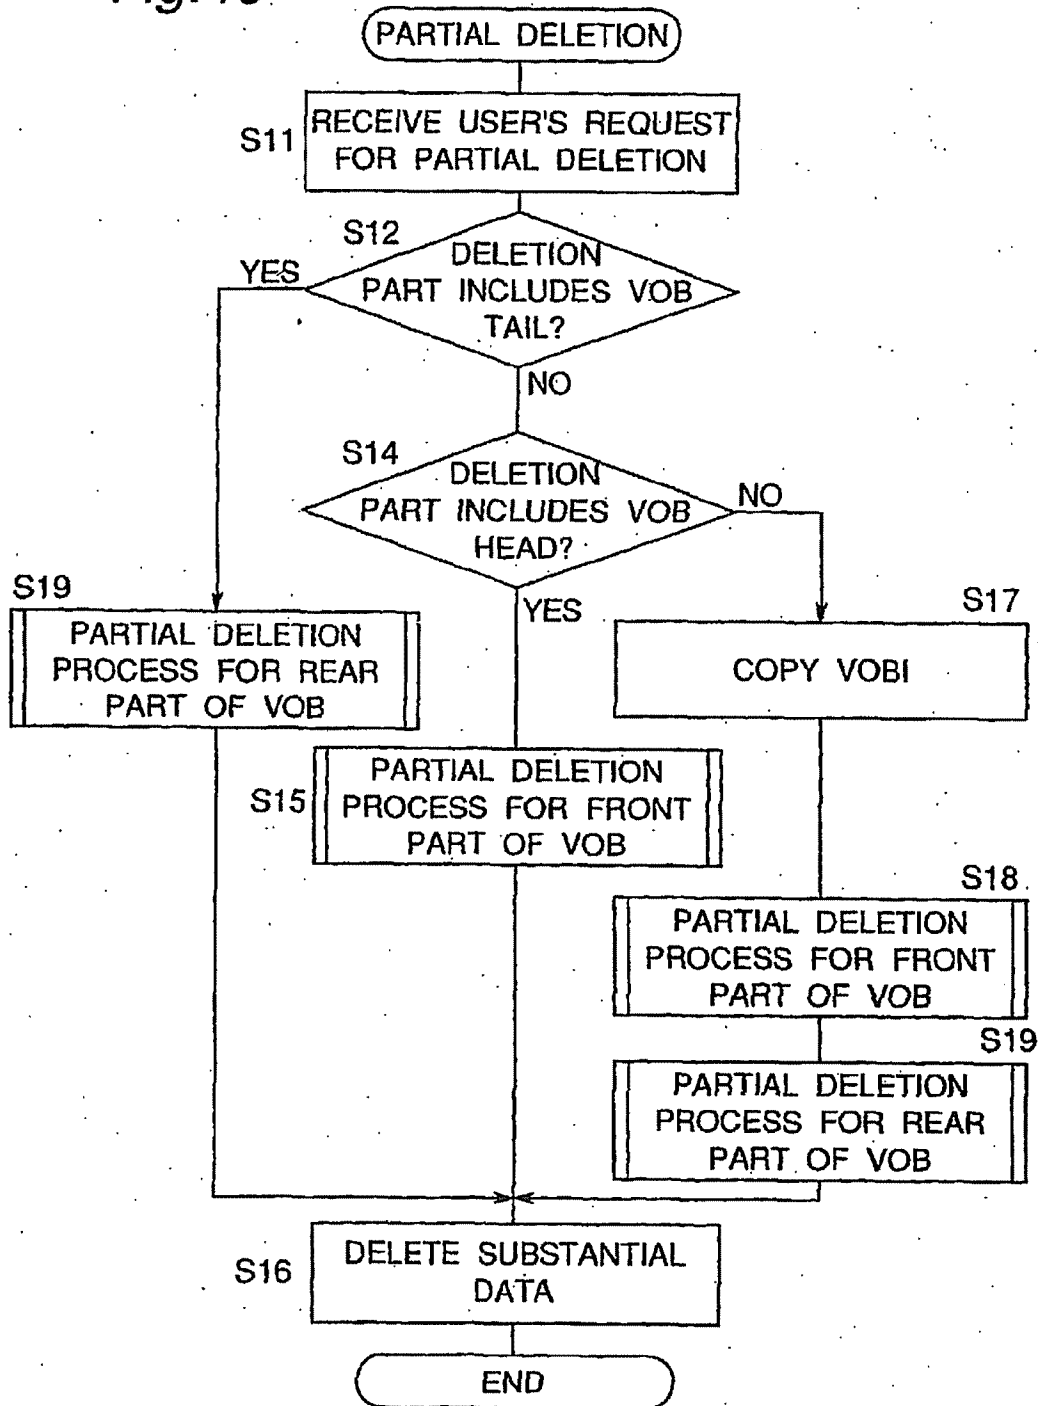 PARTIAL DELETION
S11
RECEIVE USER'S REQUEST
FOR PARTIAL DELETION
S12
DELETION
PART INCLUDES VOB
TAIL?
YES
NO
S14
DELETION
PART INCLUDES VOB
HEAD?
NO
YES
S19
PARTIAL DELETION
PROCESS FOR REAR
PART OF VOB
S17
COPY VOBI
S15
PARTIAL DELETION
PROCESS FOR FRONT
PART OF VOB
S18
PARTIAL DELETION
PROCESS FOR FRONT
PART OF VOB
S19
PARTIAL DELETION
PROCESS FOR REAR
PART OF VOB
S16
DELETE SUBSTANTIAL
DATA
END